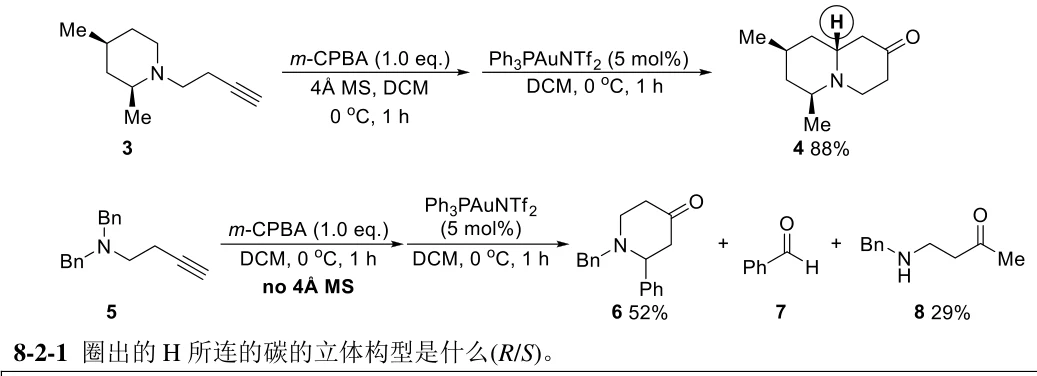 Me
N
Me
3
m-CPBA (1.0 eq.)
4Å MS, DCM
0 °C, 1 h
Ph₃PAuNTf₂ (5 mol%)
DCM, 0 °C, 1 h
H
Me
O
N
Me
4 88%
Bn
N
Bn
5
m-CPBA (1.0 eq.)
DCM, 0 °C, 1 h
no 4Å MS
Ph₃PAuNTf₂
(5 mol%)
DCM, 0 °C, 1 h
O
N
Bn
Ph
6 52%
+
O
Ph
H
7
+
O
Bn
N
H
Me
8 29%
8-2-1 圈出的 H 所连的碳的立体构型是什么(R/S)。